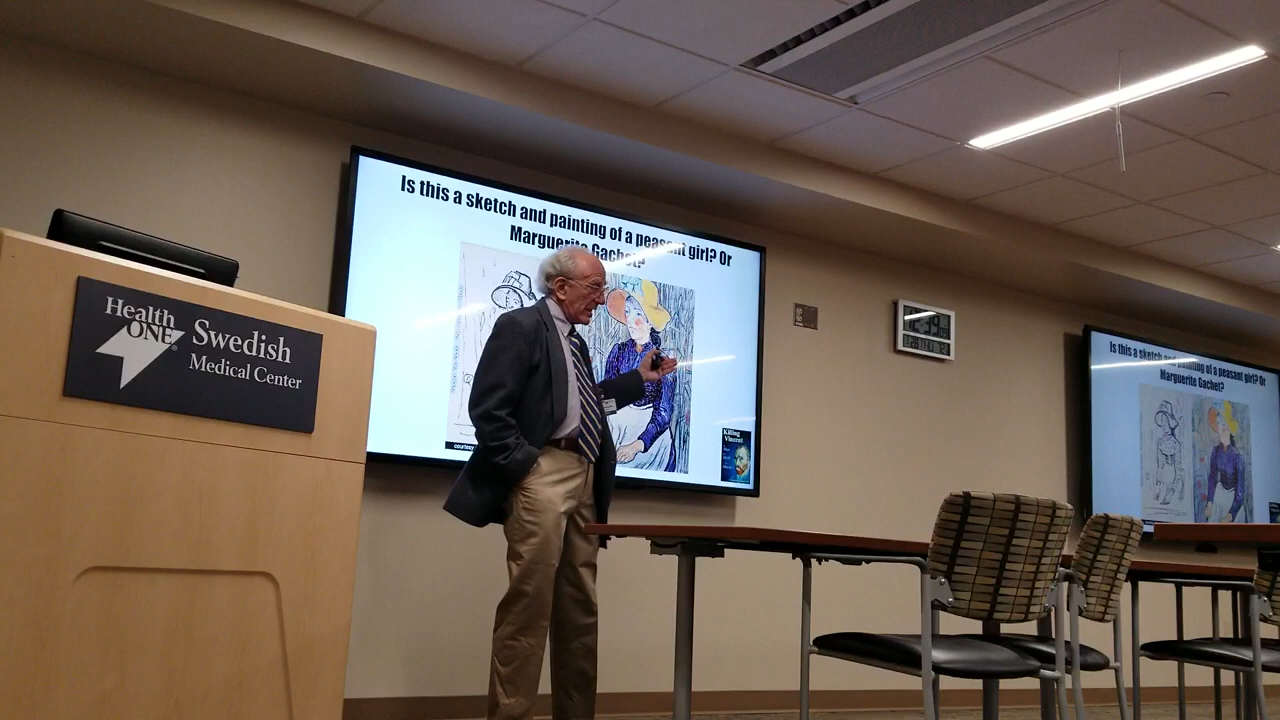 Is this a sketch and painting of a peasant girl? Or
Marguerite Gachet?
Health
ONE®
Swedish
Medical Center
courtesy
Killing
Vincent
Is this a sketch and painting of a peasant girl? Or
Marguerite Gachet?